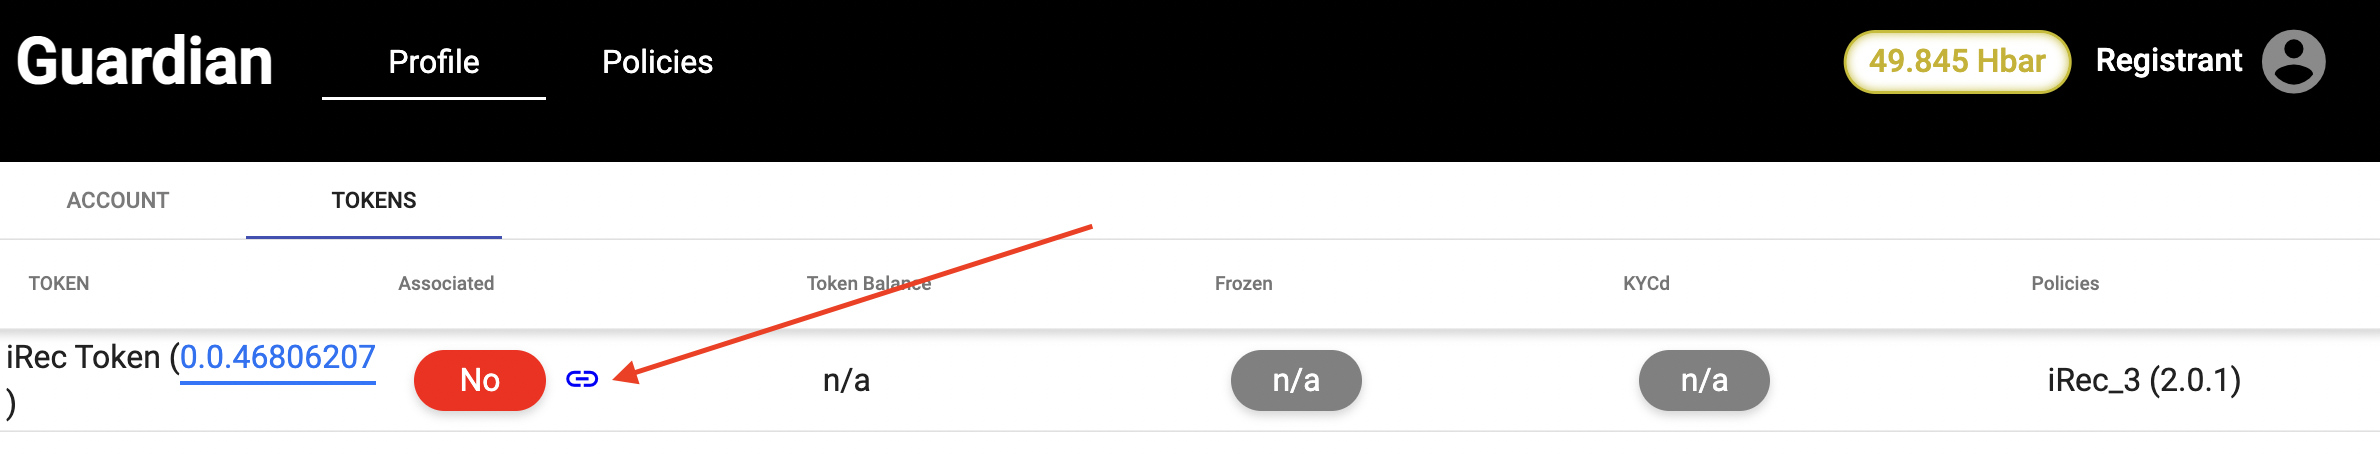 Guardian Profile Policies 49.845 Hbar Registrant
ACCOUNT TOKENS
TOKEN Associated Token Balance Frozen KYCd Policies
iRec Token (0.0.46806207
) No n/a n/a n/a iRec_3 (2.0.1)